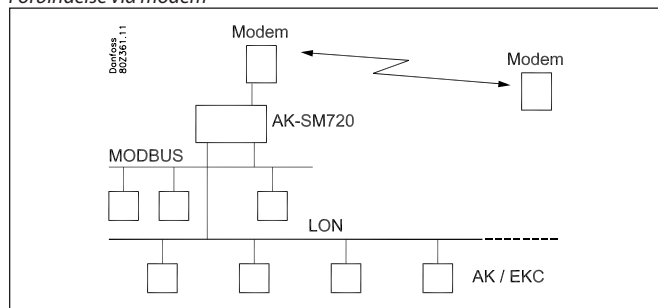 Forbindelse via modem
Danfoss
80Z361.11
Modem
Modem
AK-SM720
MODBUS
LON
AK / EKC